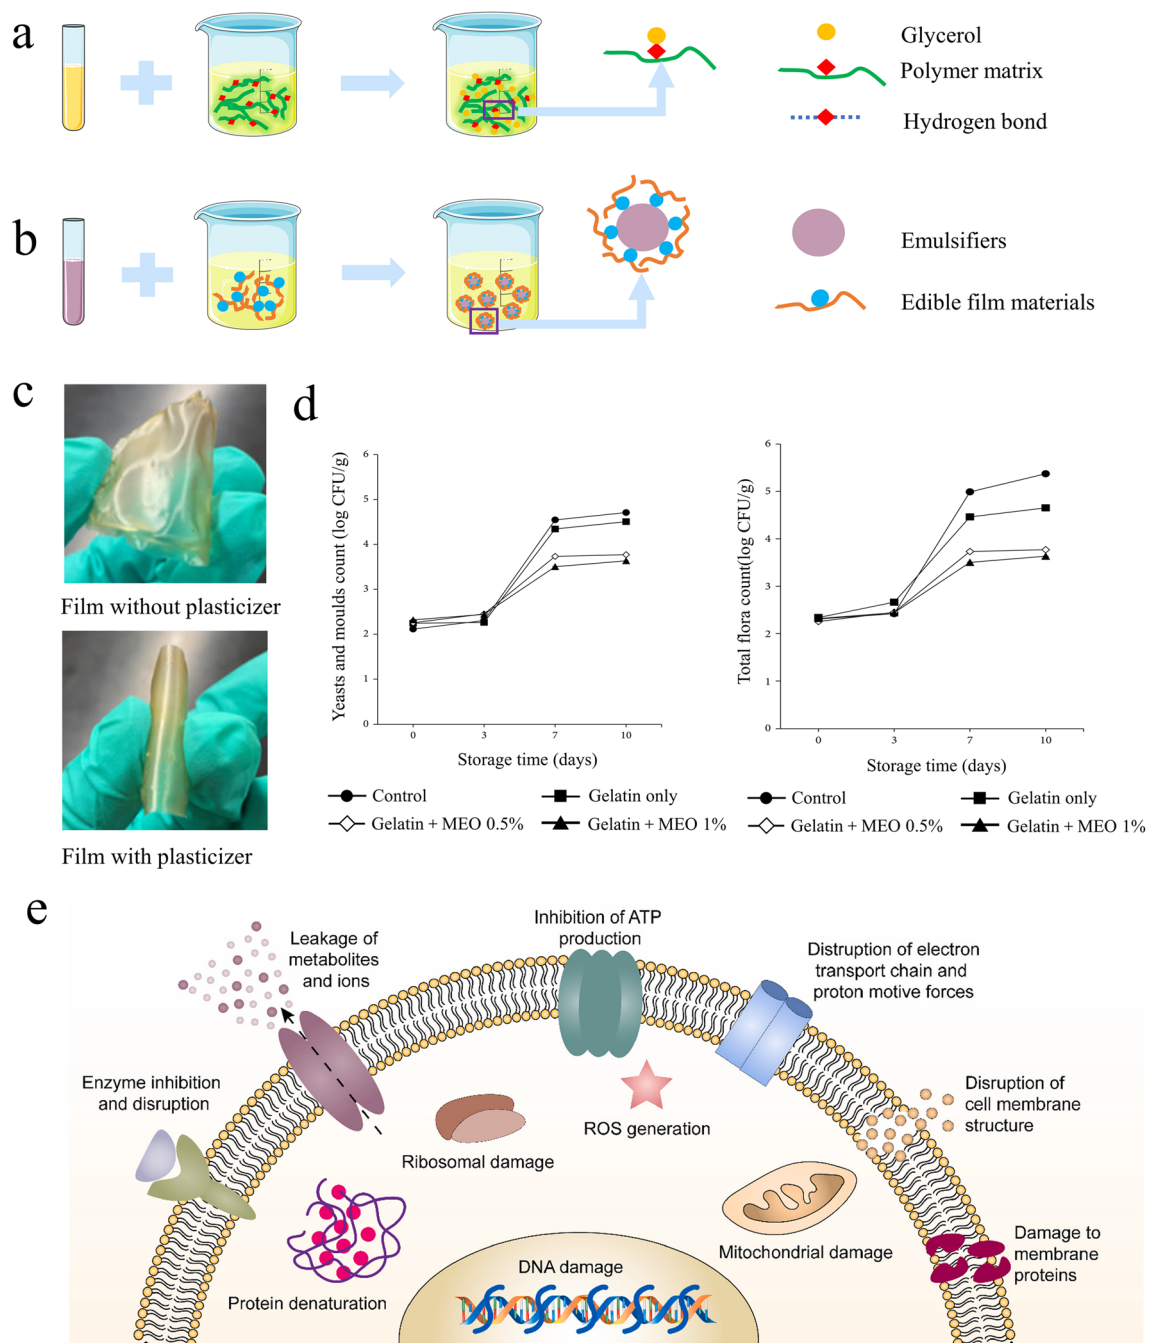 a
Glycerol
Polymer matrix
Hydrogen bond
b
Emulsifiers
Edible film materials
c
Film without plasticizer
Film with plasticizer
d
Yeasts and moulds count (log CFU/g)
6
5
4
3
2
1
0
0 3 7 10
Storage time (days)
Control
Gelatin only
Gelatin + MEO 0.5%
Gelatin + MEO 1%
Total flora count(log CFU/g)
6
5
4
3
2
1
0
0 3 7 10
Storage time (days)
Control
Gelatin only
Gelatin + MEO 0.5%
Gelatin + MEO 1%
e
Leakage of
metabolites
and ions
Inhibition of ATP
production
Distruption of electron
transport chain and
proton motive forces
Enzyme inhibition
and disruption
Disruption of
cell membrane
structure
ROS generation
Ribosomal damage
Mitochondrial damage
Damage to
membrane
proteins
Protein denaturation
DNA damage